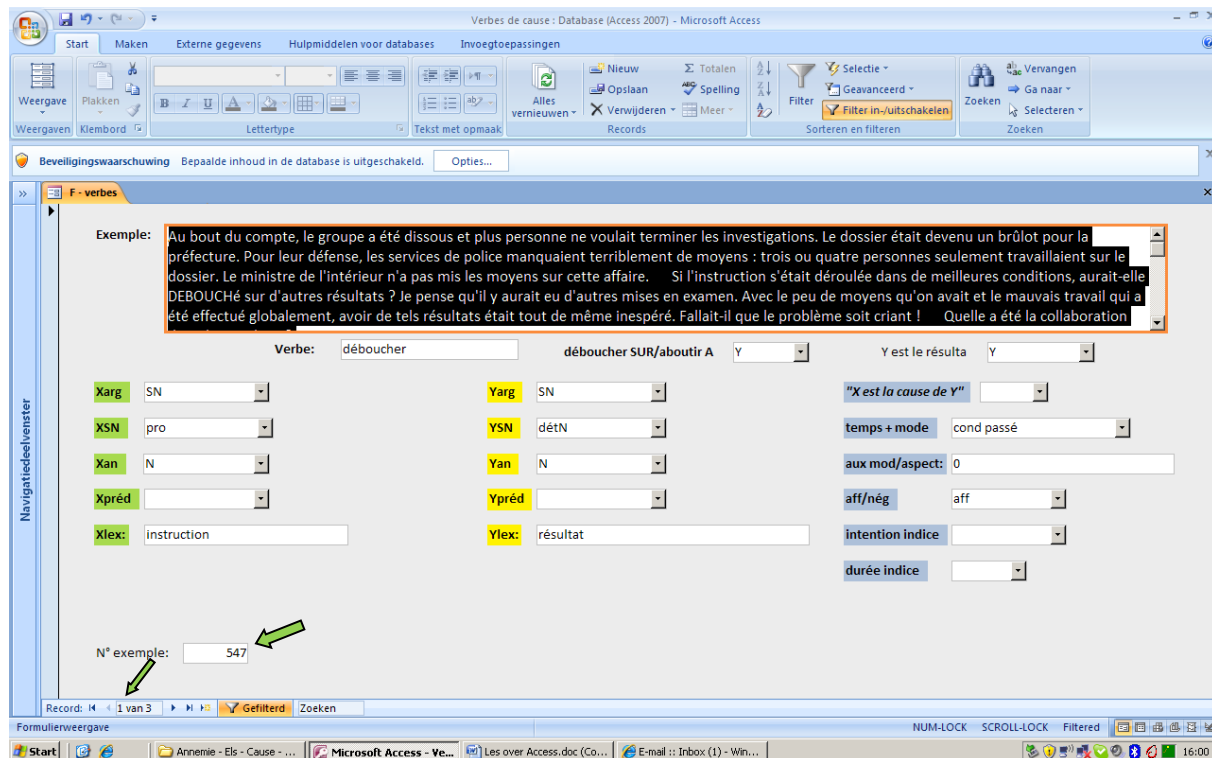 Verbes de cause : Database (Access 2007) - Microsoft Access
Start Maken Externe gegevens Hulpmiddelen voor databases Invoegtoepassingen
Weergave
Plakken
B I U A
Alles vernieuwen
Nieuw
Opslaan
Verwijderen
Σ Totalen
Spelling
Meer
Filter
Selectie
Geavanceerd
Filter in-/uitschakelen
Zoeken
Vervangen
Ga naar
Selecteren
Weergaven Klembord Lettertype Tekst met opmaak Records Sorteren en filteren Zoeken
Beveiligingswaarschuwing Bepaalde inhoud in de database is uitgeschakeld. Opties...
F - verbes
Navigatiedeelvenster
Exemple:
Au bout du compte, le groupe a été dissous et plus personne ne voulait terminer les investigations. Le dossier était devenu un brûlot pour la
préfecture. Pour leur défense, les services de police manquaient terriblement de moyens : trois ou quatre personnes seulement travaillaient sur le
dossier. Le ministre de l'intérieur n'a pas mis les moyens sur cette affaire. Si l'instruction s'était déroulée dans de meilleures conditions, aurait-elle
DEBOUCHé sur d'autres résultats ? Je pense qu'il y aurait eu d'autres mises en examen. Avec le peu de moyens qu'on avait et le mauvais travail qui a
été effectué globalement, avoir de tels résultats était tout de même inespéré. Fallait-il que le problème soit criant ! Quelle a été la collaboration
Verbe: déboucher déboucher SUR/aboutir A Y Y est le résulta Y
Xarg SN Yarg SN "X est la cause de Y"
XSN pro YSN détN temps + mode cond passé
Xan N Yan N aux mod/aspect: 0
Xpréd Ypréd aff/nég aff
Xlex: instruction Ylex: résultat intention indice
durée indice
N° exemple: 547
Record: 1 van 3 Gefilterd Zoeken
Formulierweergave NUM-LOCK SCROLL-LOCK Filtered
Start Annemie - Els - Cause - ... Microsoft Access - Ve... Les over Access.doc (Co... E-mail :: Inbox (1) - Win... 16:00